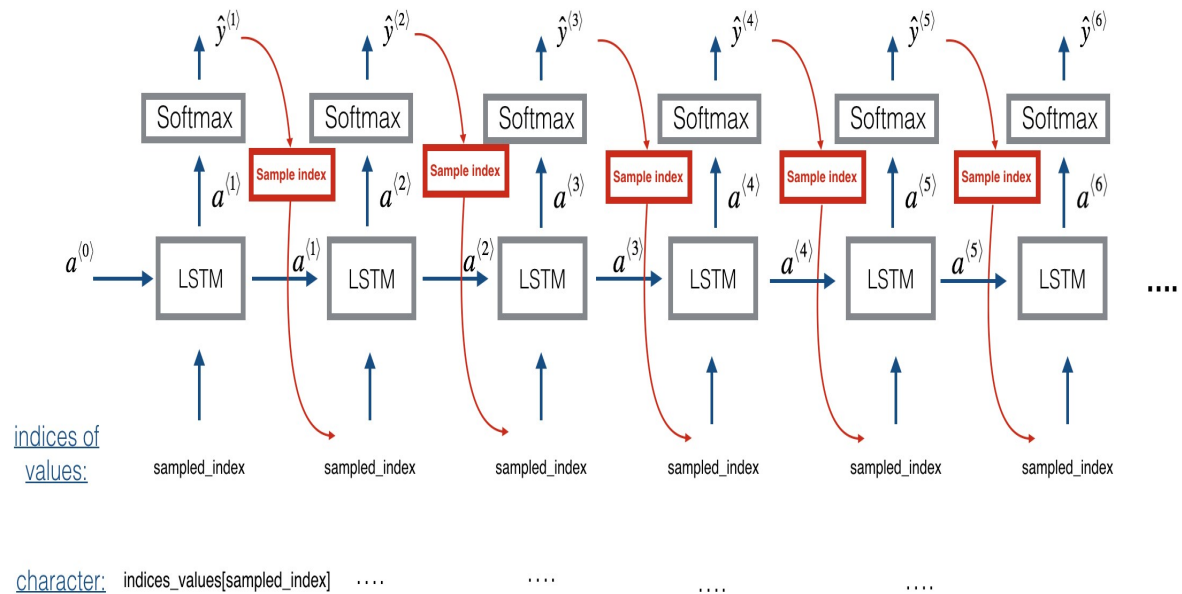 ŷ⟨1⟩ ŷ⟨2⟩ ŷ⟨3⟩ ŷ⟨4⟩ ŷ⟨5⟩ ŷ⟨6⟩
Softmax Softmax Softmax Softmax Softmax Softmax
Sample index Sample index Sample index Sample index Sample index
a⟨1⟩ a⟨2⟩ a⟨3⟩ a⟨4⟩ a⟨5⟩ a⟨6⟩
a⟨0⟩ a⟨1⟩ a⟨2⟩ a⟨3⟩ a⟨4⟩ a⟨5⟩
LSTM LSTM LSTM LSTM LSTM LSTM ....
indices of
values:
sampled_index sampled_index sampled_index sampled_index sampled_index sampled_index
character: indices_values[sampled_index] .... .... .... ....